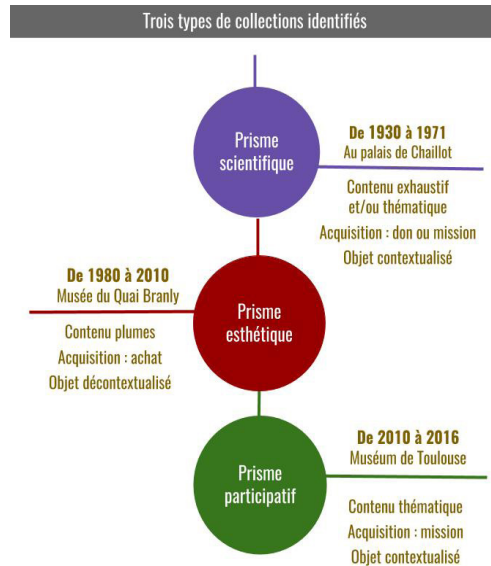 Trois types de collections identifiés
Prisme
scientifique
De 1930 à 1971
Au palais de Chaillot
Contenu exhaustif
et/ou thématique
Acquisition : don ou mission
Objet contextualisé
De 1980 à 2010
Musée du Quai Branly
Contenu plumes
Acquisition : achat
Objet décontextualisé
Prisme
esthétique
Prisme
participatif
De 2010 à 2016
Muséum de Toulouse
Contenu thématique
Acquisition : mission
Objet contextualisé